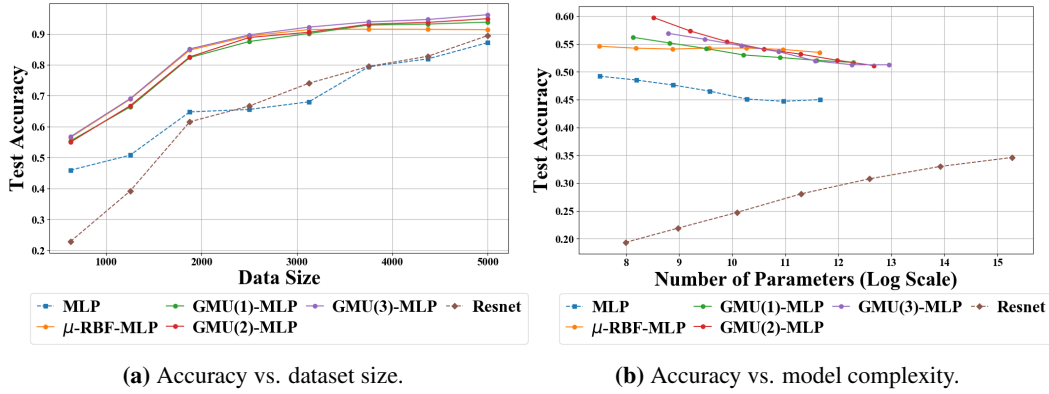 0.9
0.8
0.7
0.6
0.5
0.4
0.3
0.2
Test Accuracy
1000 2000 3000 4000 5000
Data Size
MLP GMU(1)-MLP GMU(3)-MLP Resnet
μ-RBF-MLP GMU(2)-MLP
(a) Accuracy vs. dataset size.
0.60
0.55
0.50
0.45
0.40
0.35
0.30
0.25
0.20
Test Accuracy
8 9 10 11 12 13 14 15
Number of Parameters (Log Scale)
MLP GMU(1)-MLP GMU(3)-MLP Resnet
μ-RBF-MLP GMU(2)-MLP
(b) Accuracy vs. model complexity.